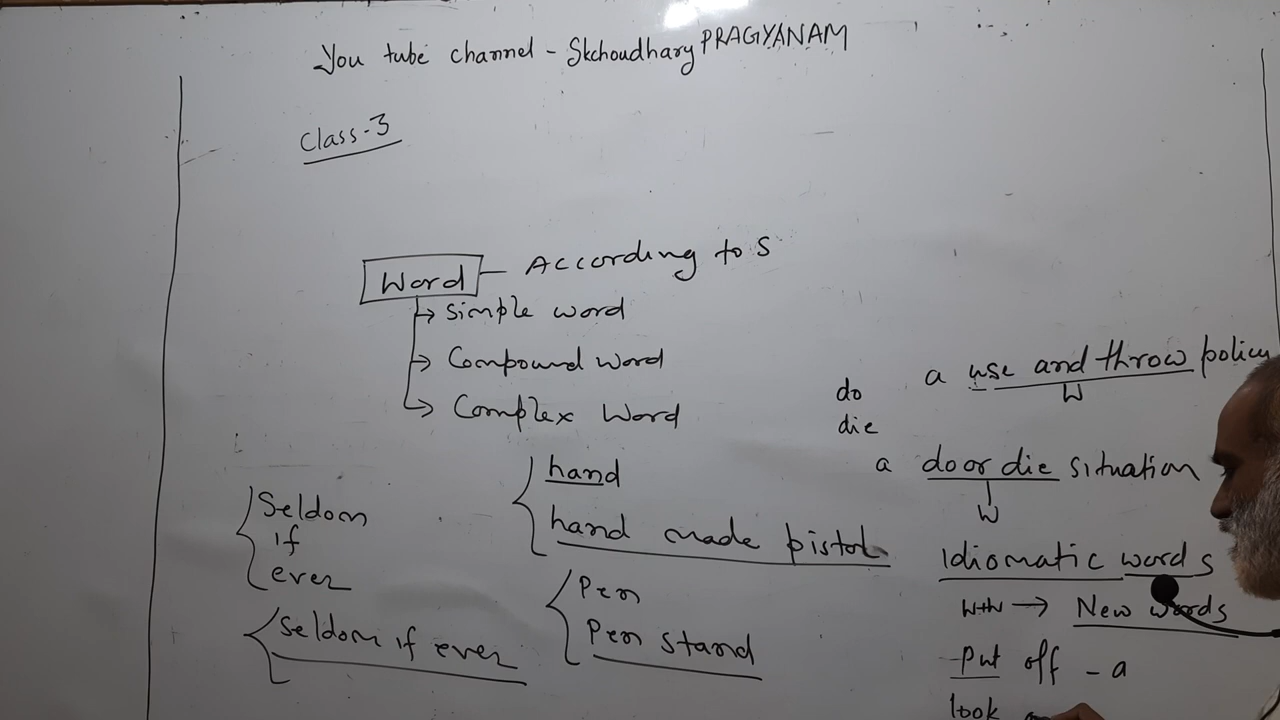 You tube channel - Skchoudhary PRAGYANAM
Class-3
Word - According to S
→ Simple word
→ Compound word
→ Complex Word
Seldom
if
ever
Seldom if ever
hand
hand made pistol
Pen
Pen stand
do
die
a use and throw policy
W
a do or die situation
W
Idiomatic words
W+W → New words
Put off - a
look